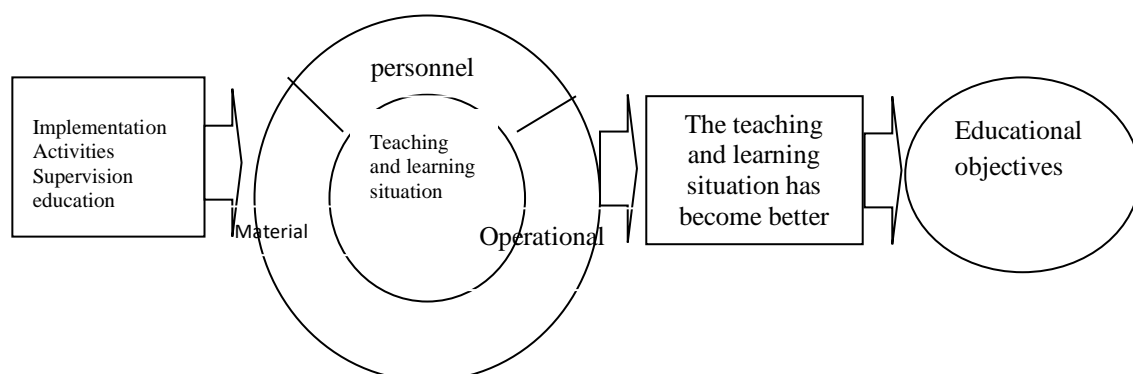 Implementation
Activities
Supervision
education
personnel
Teaching
and learning
situation
Material
Operational
The teaching
and learning
situation has
become better
Educational
objectives